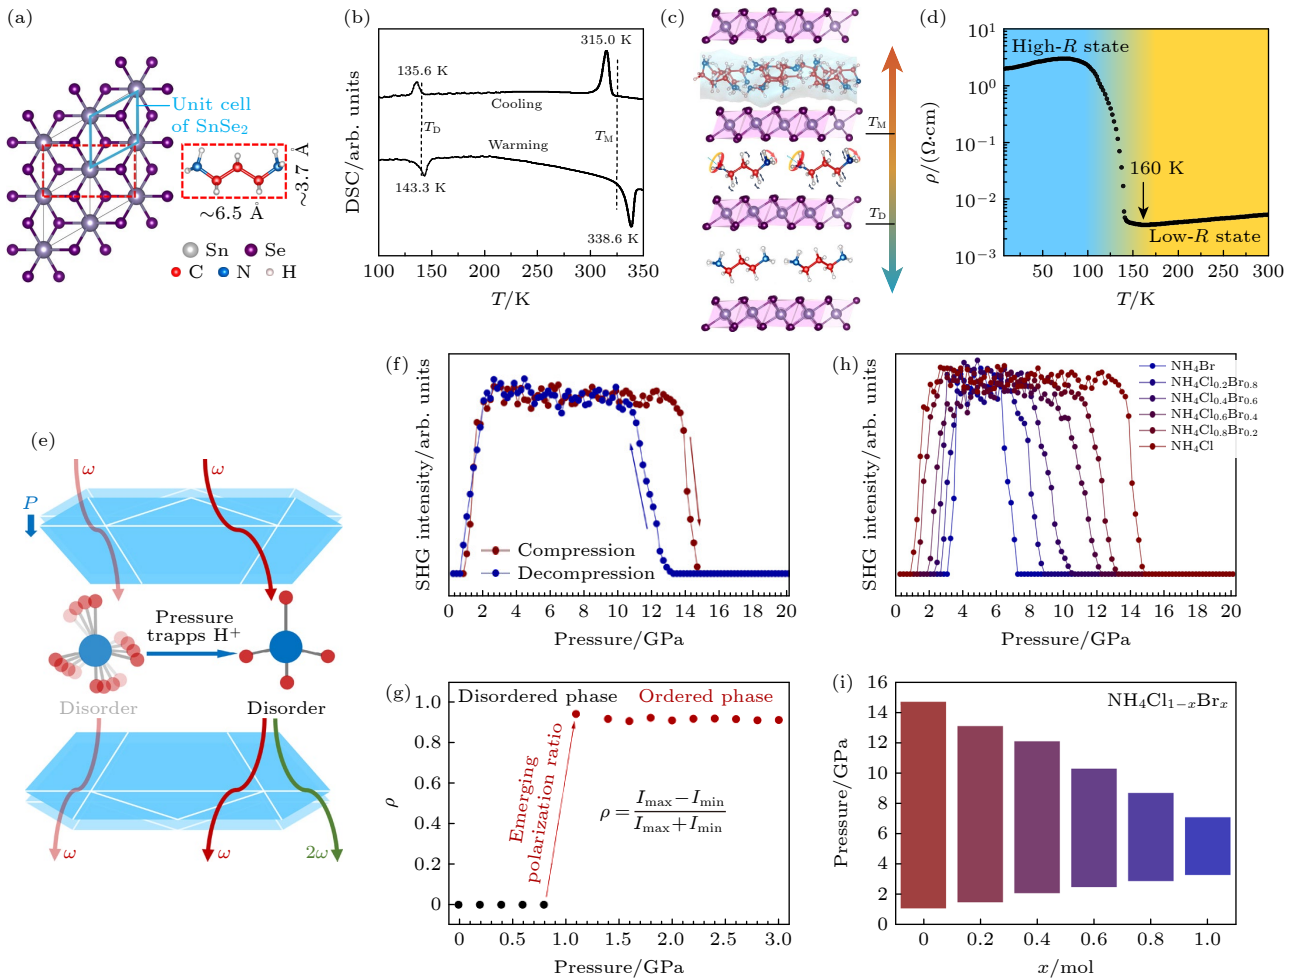 (a)
Unit cell
of SnSe2
~3.7 Å
~6.5 Å
Sn
Se
C
N
H
(b)
DSC/arb. units
315.0 K
135.6 K
Cooling
TD
TM
Warming
143.3 K
338.6 K
100
150
200
250
300
350
T/K
(c)
TM
TD
(d)
ρ/(Ω·cm)
10^1
10^0
10^−1
10^−2
10^−3
High-R state
160 K
Low-R state
50
100
150
200
250
300
T/K
(e)
ω
ω
P
Pressure
trapps H+
Disorder
Disorder
ω
ω
2ω
(f)
SHG intensity/arb. units
Compression
Decompression
0
2
4
6
8
10
12
14
16
18
20
Pressure/GPa
(h)
SHG intensity/arb. units
NH4Br
NH4Cl0.2Br0.8
NH4Cl0.4Br0.6
NH4Cl0.6Br0.4
NH4Cl0.8Br0.2
NH4Cl
0
2
4
6
8
10
12
14
16
18
20
Pressure/GPa
(g)
ρ
1.0
0.8
0.6
0.4
0.2
0
Disordered phase
Ordered phase
Emerging
polarization ratio
ρ = (Imax−Imin)/(Imax+Imin)
0
0.5
1.0
1.5
2.0
2.5
3.0
Pressure/GPa
(i)
Pressure/GPa
16
14
12
10
8
6
4
2
0
NH4Cl1−xBrx
0
0.2
0.4
0.6
0.8
1.0
x/mol